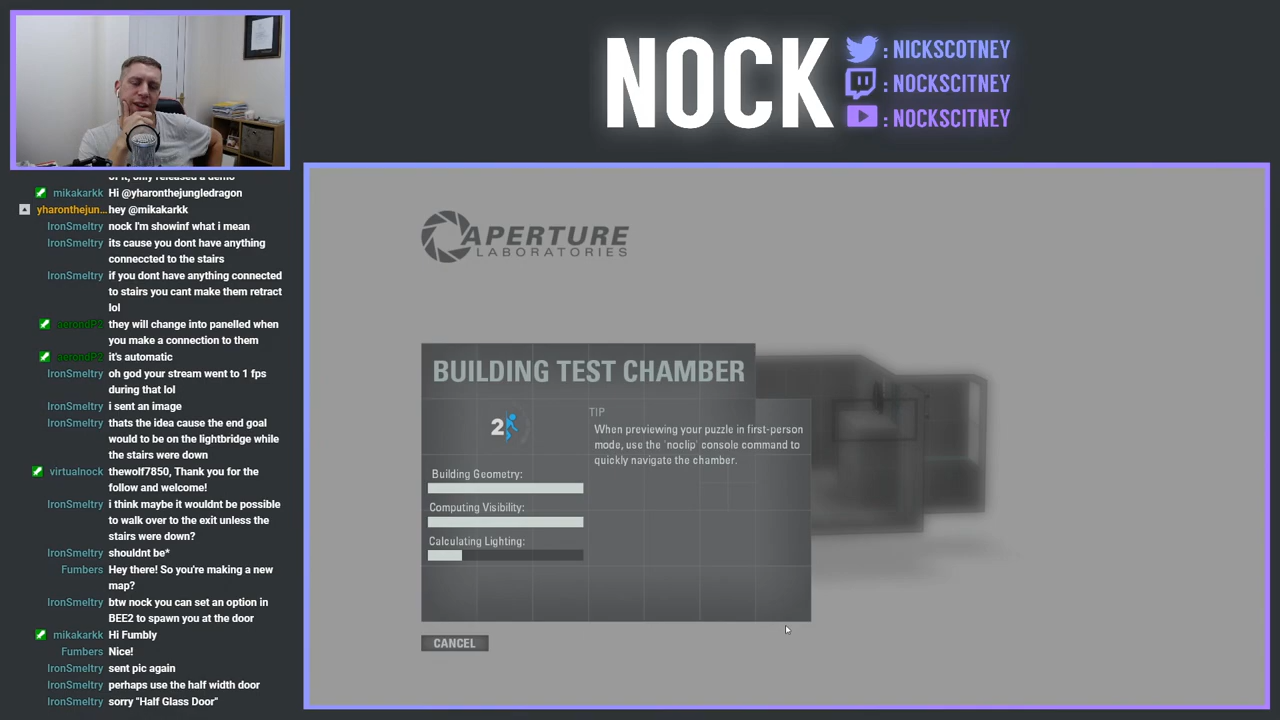 NOCK
: NICKSCOTNEY
: NOCKSCITNEY
: NOCKSCITNEY
of it, only released a demo
mikakarkk Hi @yharonthejungledragon
yharonthejun... hey @mikakarkk
IronSmeltry nock I'm showinf what i mean
IronSmeltry its cause you dont have anything
conneccted to the stairs
IronSmeltry if you dont have anything connected
to stairs you cant make them retract
lol
aerondP2 they will change into panelled when
you make a connection to them
aerondP2 it's automatic
IronSmeltry oh god your stream went to 1 fps
during that lol
IronSmeltry i sent an image
IronSmeltry thats the idea cause the end goal
would to be on the lightbridge while
the stairs were down
virtualnock thewolf7850, Thank you for the
follow and welcome!
IronSmeltry i think maybe it wouldnt be possible
to walk over to the exit unless the
stairs were down?
IronSmeltry shouldnt be*
Fumbers Hey there! So you're making a new
map?
IronSmeltry btw nock you can set an option in
BEE2 to spawn you at the door
mikakarkk Hi Fumbly
Fumbers Nice!
IronSmeltry sent pic again
IronSmeltry perhaps use the half width door
IronSmeltry sorry "Half Glass Door"
APERTURE
LABORATORIES
BUILDING TEST CHAMBER
2
Building Geometry:
Computing Visibility:
Calculating Lighting:
TIP
When previewing your puzzle in first-person
mode, use the `noclip` console command to
quickly navigate the chamber.
CANCEL